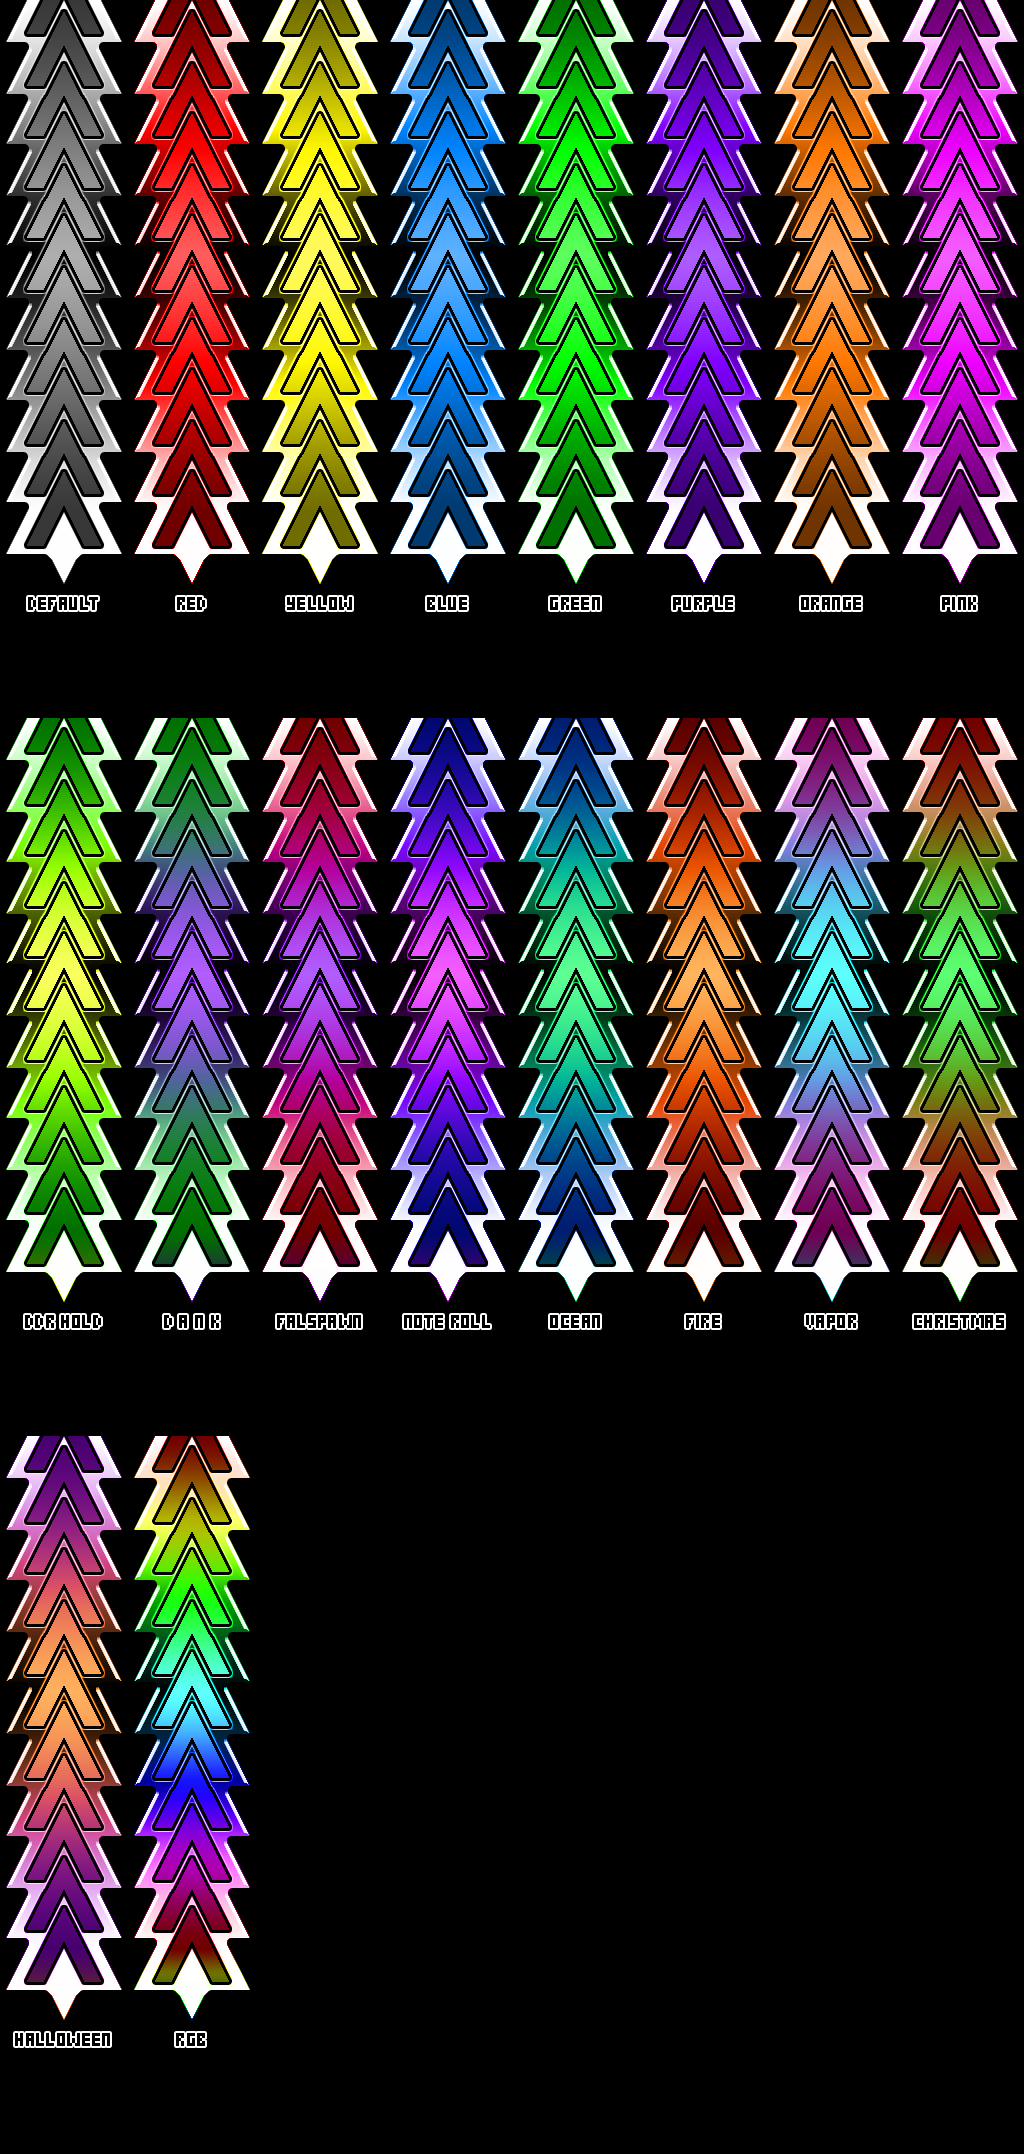 DEFAULT RED YELLOW BLUE GREEN PURPLE ORANGE PINK
DDR HOLD D A N K FALSPAWN NOTE ROLL OCEAN FIRE VAPOR CHRISTMAS
HALLOWEEN RGB